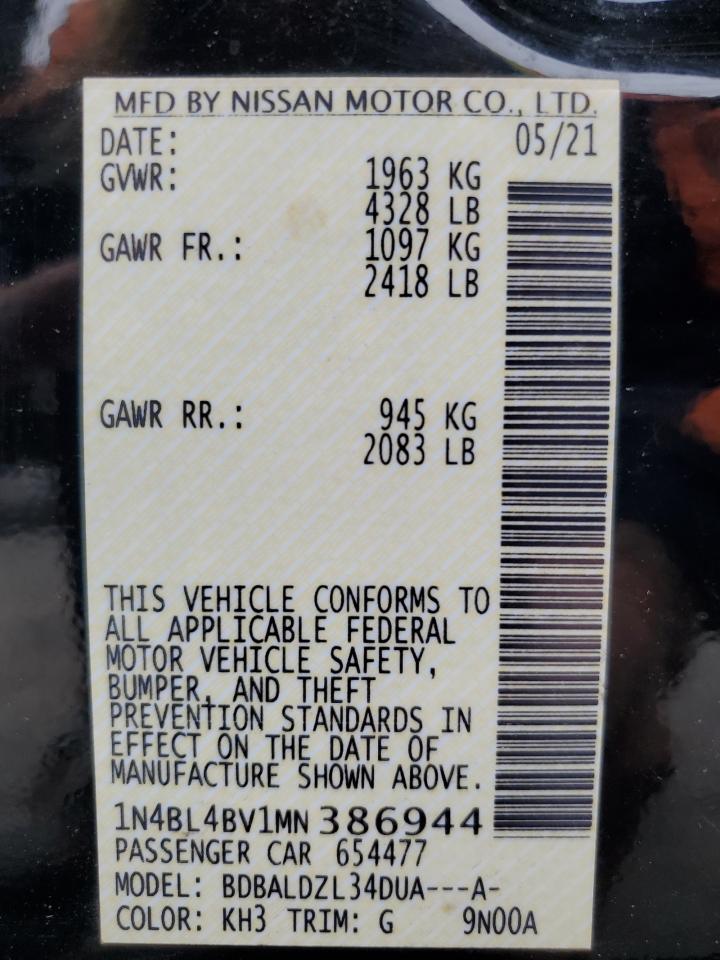 MFD BY NISSAN MOTOR CO., LTD.
DATE: 05/21
GVWR: 1963 KG
4328 LB
GAWR FR.: 1097 KG
2418 LB
GAWR RR.: 945 KG
2083 LB
THIS VEHICLE CONFORMS TO
ALL APPLICABLE FEDERAL
MOTOR VEHICLE SAFETY,
BUMPER, AND THEFT
PREVENTION STANDARDS IN
EFFECT ON THE DATE OF
MANUFACTURE SHOWN ABOVE.
1N4BL4BV1MN 386944
PASSENGER CAR 654477
MODEL: BDBALDZL34DUA---A-
COLOR: KH3 TRIM: G 9N00A